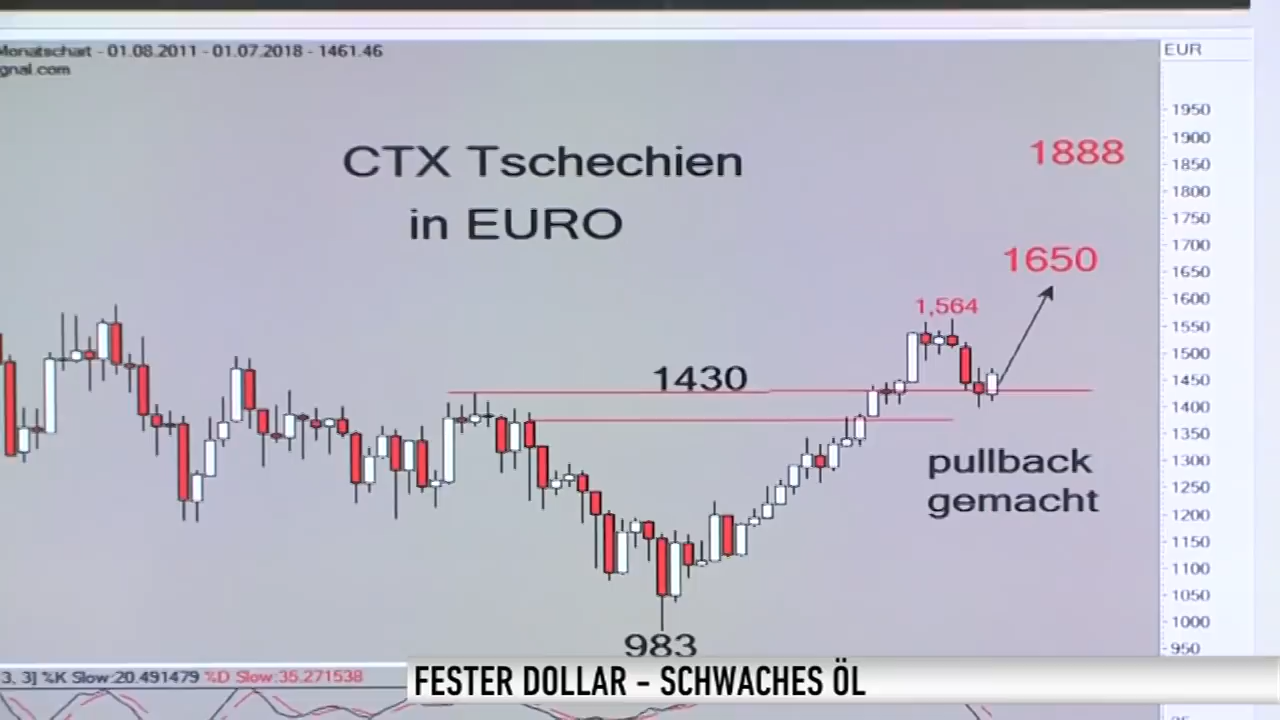 Monatschart - 01.08.2011 - 01.07.2018 - 1461.46
gnal.com
EUR
CTX Tschechien
in EURO
1888
1650
1,564
1430
pullback
gemacht
983
1950
1900
1850
1800
1750
1700
1650
1600
1550
1500
1450
1400
1350
1300
1250
1200
1150
1100
1050
1000
950
3, 3] %K Slow:20.491479 %D Slow:35.271538
FESTER DOLLAR - SCHWACHES ÖL